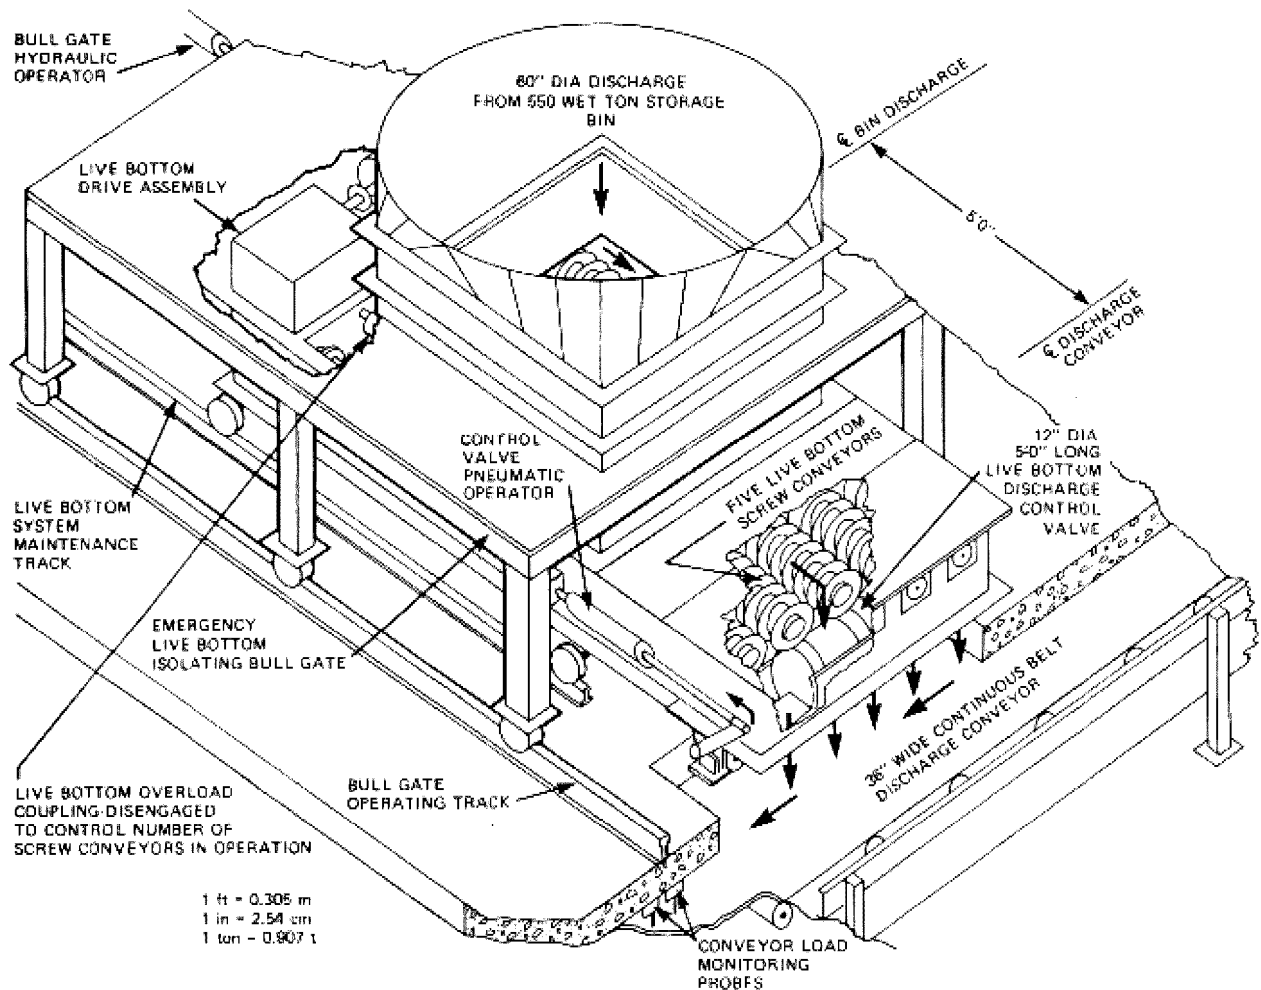 BULL GATE
HYDRAULIC
OPERATOR
60" DIA DISCHARGE
FROM 550 WET TON STORAGE
BIN
℄ BIN DISCHARGE
LIVE BOTTOM
DRIVE ASSEMBLY
5'0"
℄ DISCHARGE
CONVEYOR
CONTROL
VALVE
PNEUMATIC
OPERATOR
FIVE LIVE BOTTOM
SCREW CONVEYORS
12" DIA
5'0" LONG
LIVE BOTTOM
DISCHARGE
CONTROL
VALVE
LIVE BOTTOM
SYSTEM
MAINTENANCE
TRACK
EMERGENCY
LIVE BOTTOM
ISOLATING BULL GATE
36" WIDE CONTINUOUS BELT
DISCHARGE CONVEYOR
BULL GATE
OPERATING TRACK
LIVE BOTTOM OVERLOAD
COUPLING-DISENGAGED
TO CONTROL NUMBER OF
SCREW CONVEYORS IN OPERATION
1 ft = 0.305 m
1 in = 2.54 cm
1 ton = 0.907 t
CONVEYOR LOAD
MONITORING
PROBES